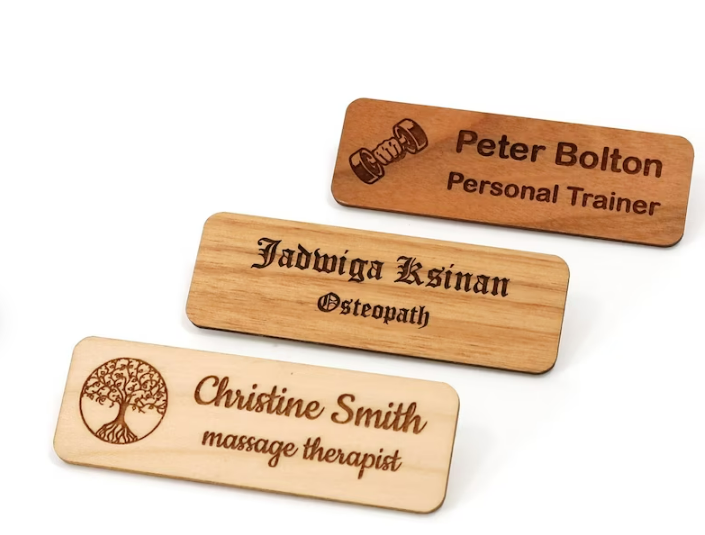 Peter Bolton
Personal Trainer
Jadwiga Ksinan
Osteopath
Christine Smith
massage therapist